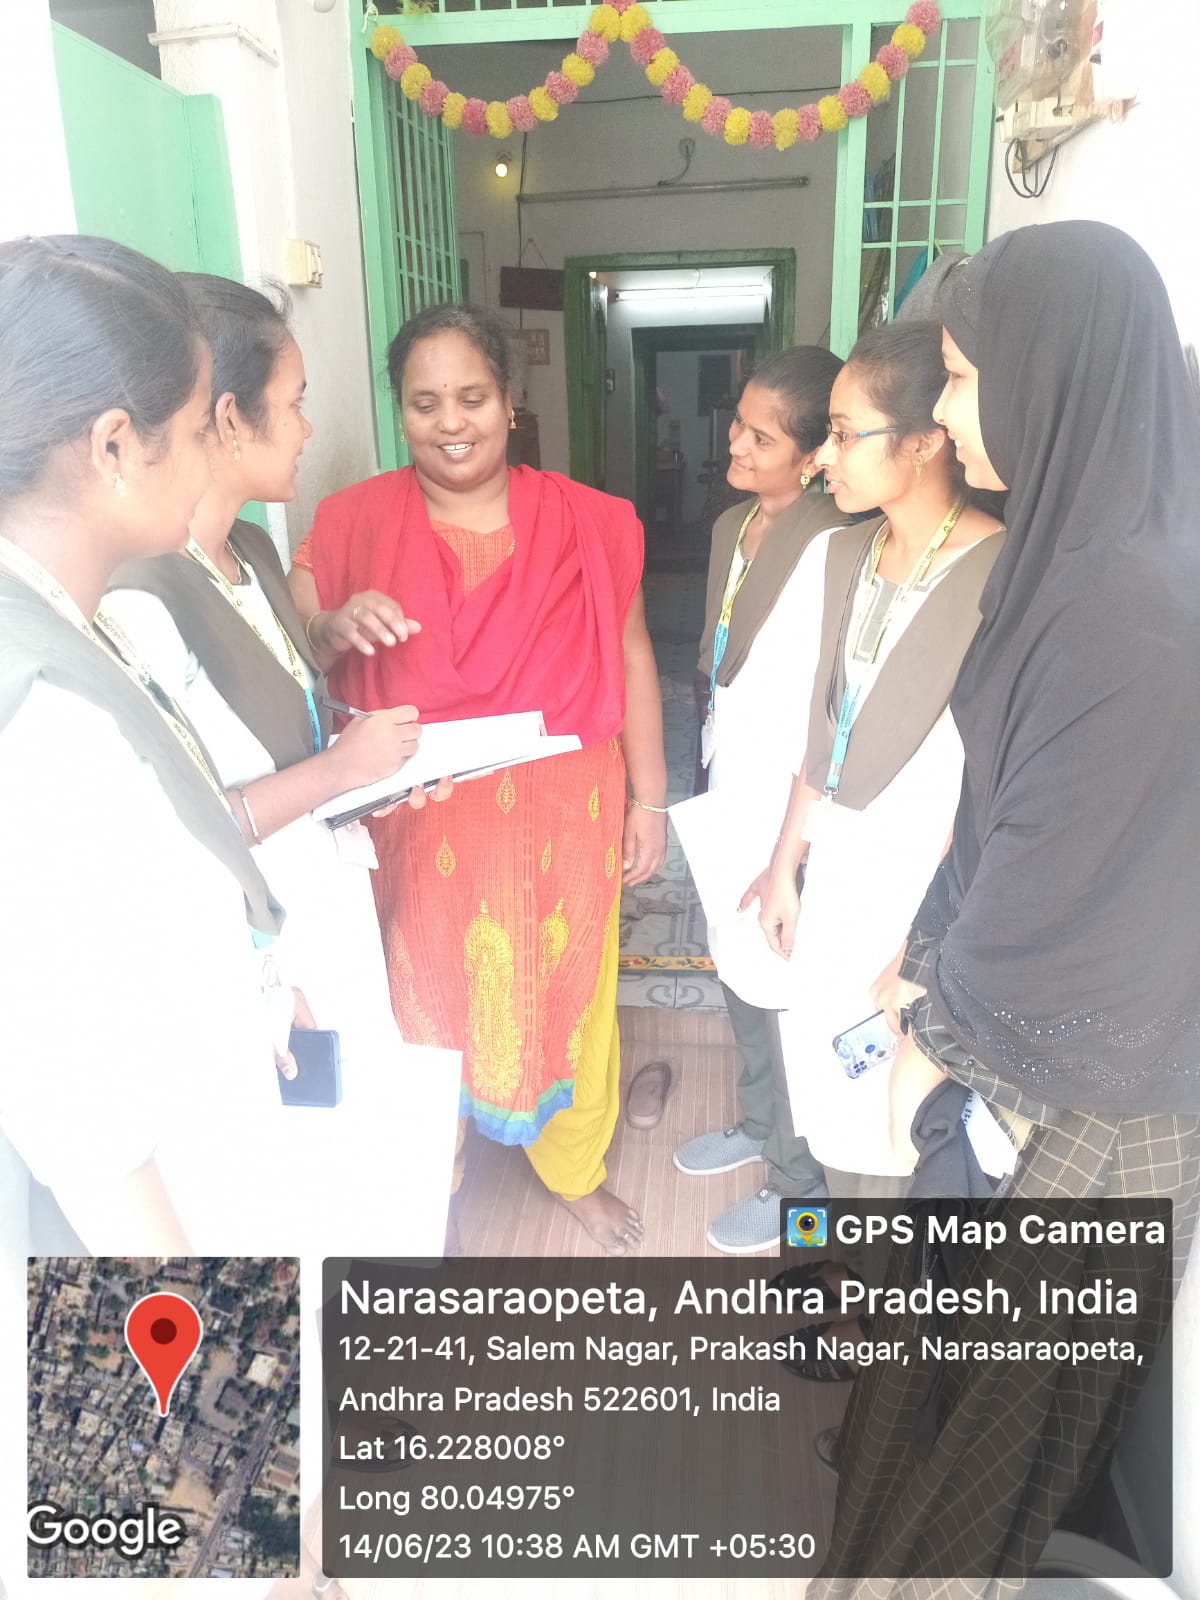 GPS Map Camera
Narasaraopeta, Andhra Pradesh, India
12-21-41, Salem Nagar, Prakash Nagar, Narasaraopeta,
Andhra Pradesh 522601, India
Lat 16.228008°
Long 80.04975°
14/06/23 10:38 AM GMT +05:30
Google